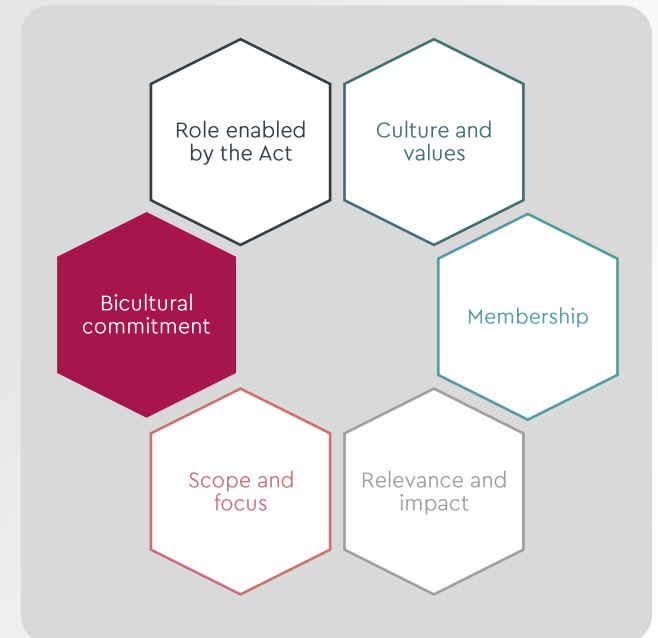 Role enabled
by the Act
Culture and
values
Bicultural
commitment
Membership
Scope and
focus
Relevance and
impact